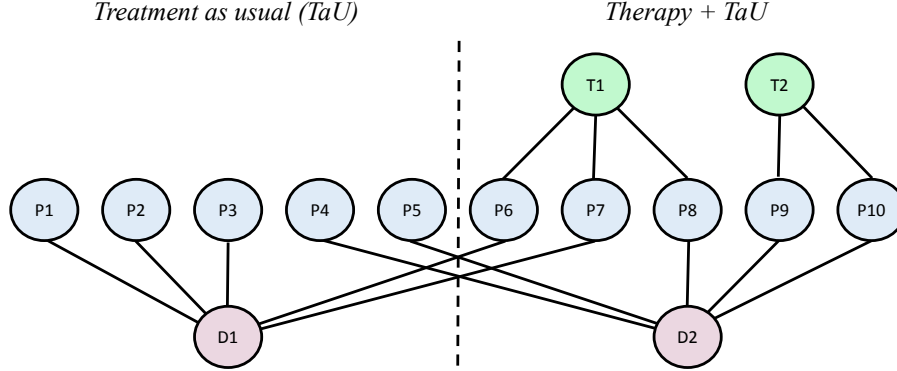 Treatment as usual (TaU)
Therapy + TaU
T1
T2
P1
P2
P3
P4
P5
P6
P7
P8
P9
P10
D1
D2